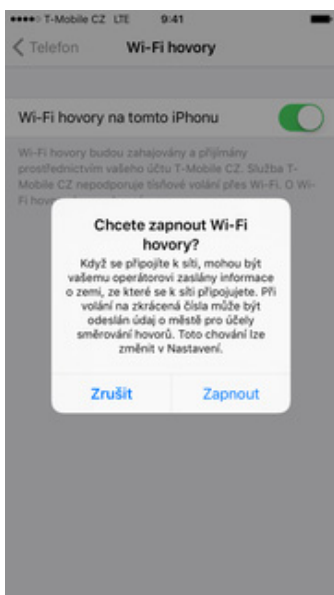 T-Mobile CZ LTE 9:41
Telefon Wi-Fi hovory
Wi-Fi hovory na tomto iPhonu
Wi-Fi hovory budou zahajovány a přijímány
prostřednictvím vašeho účtu T-Mobile CZ. Služba T-
Mobile CZ nepodporuje tísňové volání přes Wi-Fi. O Wi-
Fi
Chcete zapnout Wi-Fi
hovory?
Když se připojíte k síti, mohou být
vašemu operátorovi zaslány informace
o zemi, ze které se k síti připojujete. Při
volání na zkrácená čísla může být
odeslán údaj o městě pro účely
směrování hovorů. Toto chování lze
změnit v Nastavení.
Zrušit Zapnout